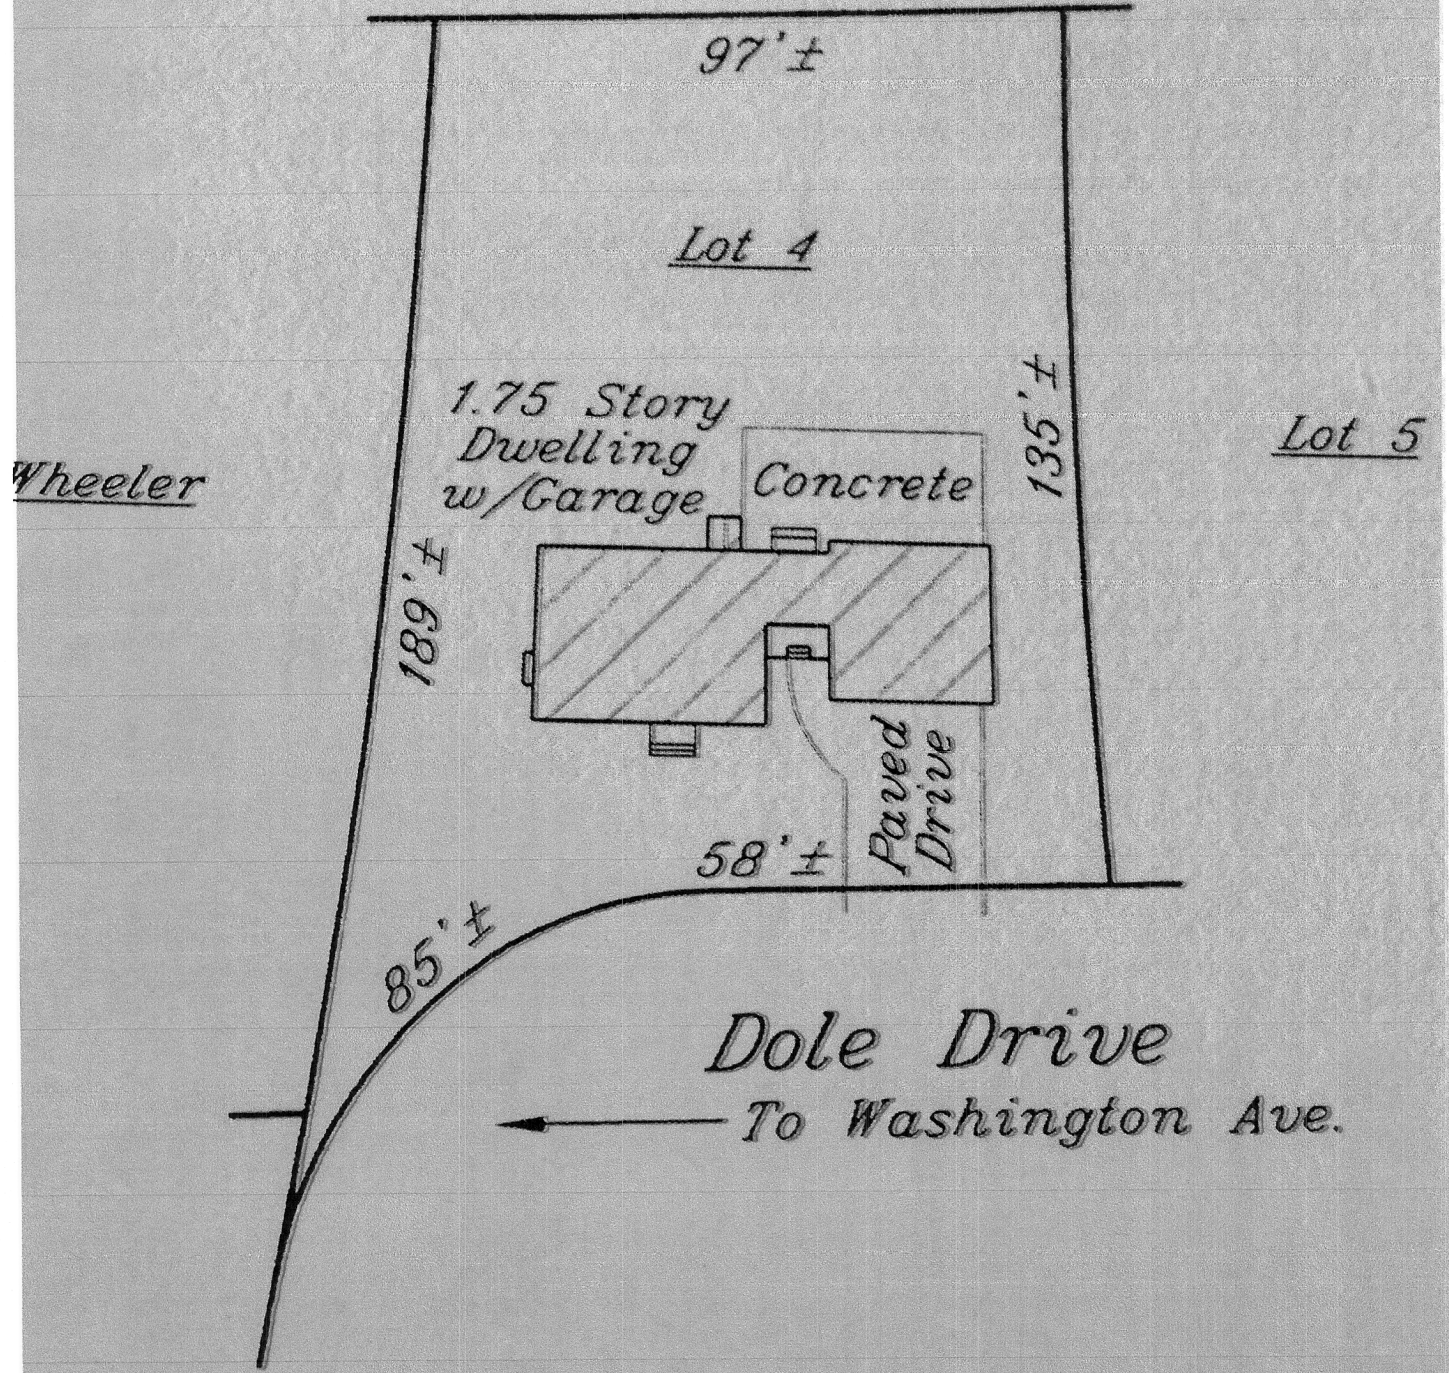 97'±
Lot 4
1.75 Story
Dwelling
w/Garage
Concrete
135'±
Lot 5
Wheeler
189'±
Paved
Drive
58'±
85'±
Dole Drive
To Washington Ave.